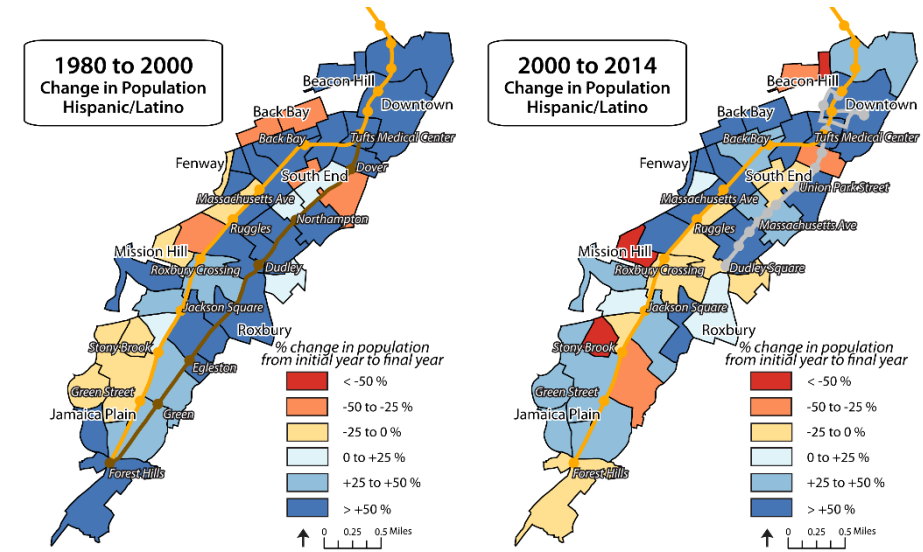 1980 to 2000
Change in Population
Hispanic/Latino
Beacon Hill
Downtown
Back Bay
Back Bay
Tufts Medical Center
Fenway
Dover
South End
Massachusetts Ave
Northampton
Ruggles
Mission Hill
Roxbury Crossing
Dudley
Jackson Square
Roxbury
Stony Brook
Egleston
Green Street
Green
Jamaica Plain
Forest Hills
% change in population
from initial year to final year
< -50 %
-50 to -25 %
-25 to 0 %
0 to +25 %
+25 to +50 %
> +50 %
0 0.25 0.5 Miles
2000 to 2014
Change in Population
Hispanic/Latino
Beacon Hill
Downtown
Back Bay
Back Bay
Tufts Medical Center
Fenway
South End
Union Park Street
Massachusetts Ave
Massachusetts Ave
Ruggles
Mission Hill
Roxbury Crossing
Dudley Square
Jackson Square
Roxbury
Stony Brook
Green Street
Jamaica Plain
Forest Hills
% change in population
from initial year to final year
< -50 %
-50 to -25 %
-25 to 0 %
0 to +25 %
+25 to +50 %
> +50 %
0 0.25 0.5 Miles